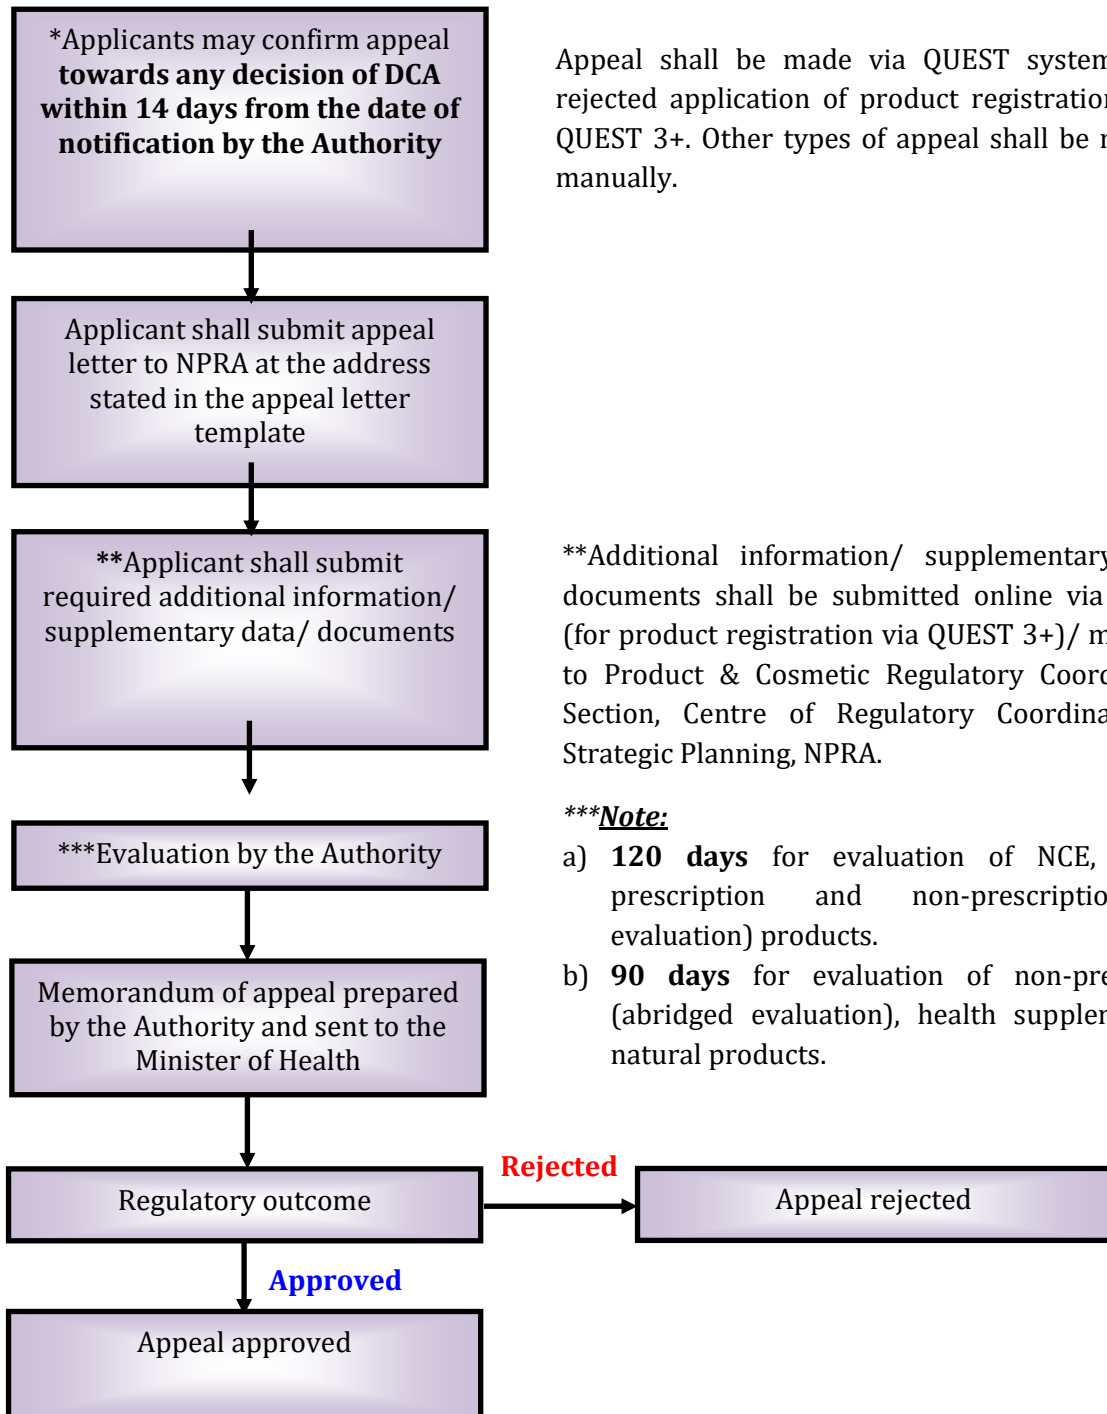 *Applicants may confirm appeal
towards any decision of DCA
within 14 days from the date of
notification by the Authority
Appeal shall be made via QUEST system
rejected application of product registration
QUEST 3+. Other types of appeal shall be
manually.
Applicant shall submit appeal
letter to NPRA at the address
stated in the appeal letter
template
**Applicant shall submit
required additional information/
supplementary data/ documents
**Additional information/ supplementary
documents shall be submitted online via
(for product registration via QUEST 3+)/
to Product & Cosmetic Regulatory
Section, Centre of Regulatory
Strategic Planning, NPRA.
***Note:
a) 120 days for evaluation of NCE,
prescription and
evaluation) products.
b) 90 days for evaluation of
(abridged evaluation), health
natural products.
***Evaluation by the Authority
Memorandum of appeal prepared
by the Authority and sent to the
Minister of Health
Regulatory outcome
Rejected
Appeal rejected
Approved
Appeal approved